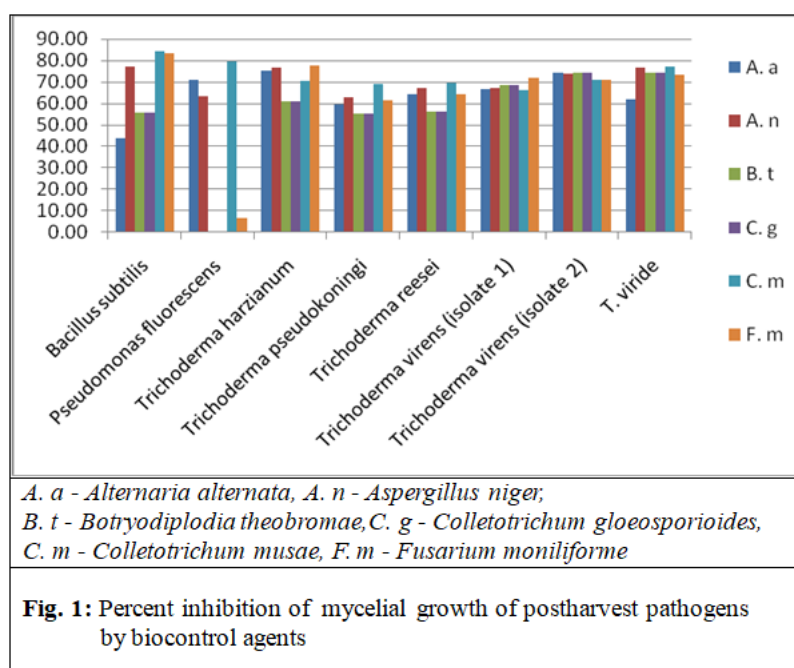 90.00
80.00
70.00
60.00
50.00
40.00
30.00
20.00
10.00
0.00
Bacillus subtilis
Pseudomonas fluorescens
Trichoderma harzianum
Trichoderma pseudokoningi
Trichoderma reesei
Trichoderma virens (isolate 1)
Trichoderma virens (isolate 2)
T. viride
A. a
A. n
B. t
C. g
C. m
F. m
A. a - Alternaria alternata, A. n - Aspergillus niger,
B. t - Botryodiplodia theobromae, C. g - Colletotrichum gloeosporioides,
C. m - Colletotrichum musae, F. m - Fusarium moniliforme
Fig. 1: Percent inhibition of mycelial growth of postharvest pathogens
by biocontrol agents